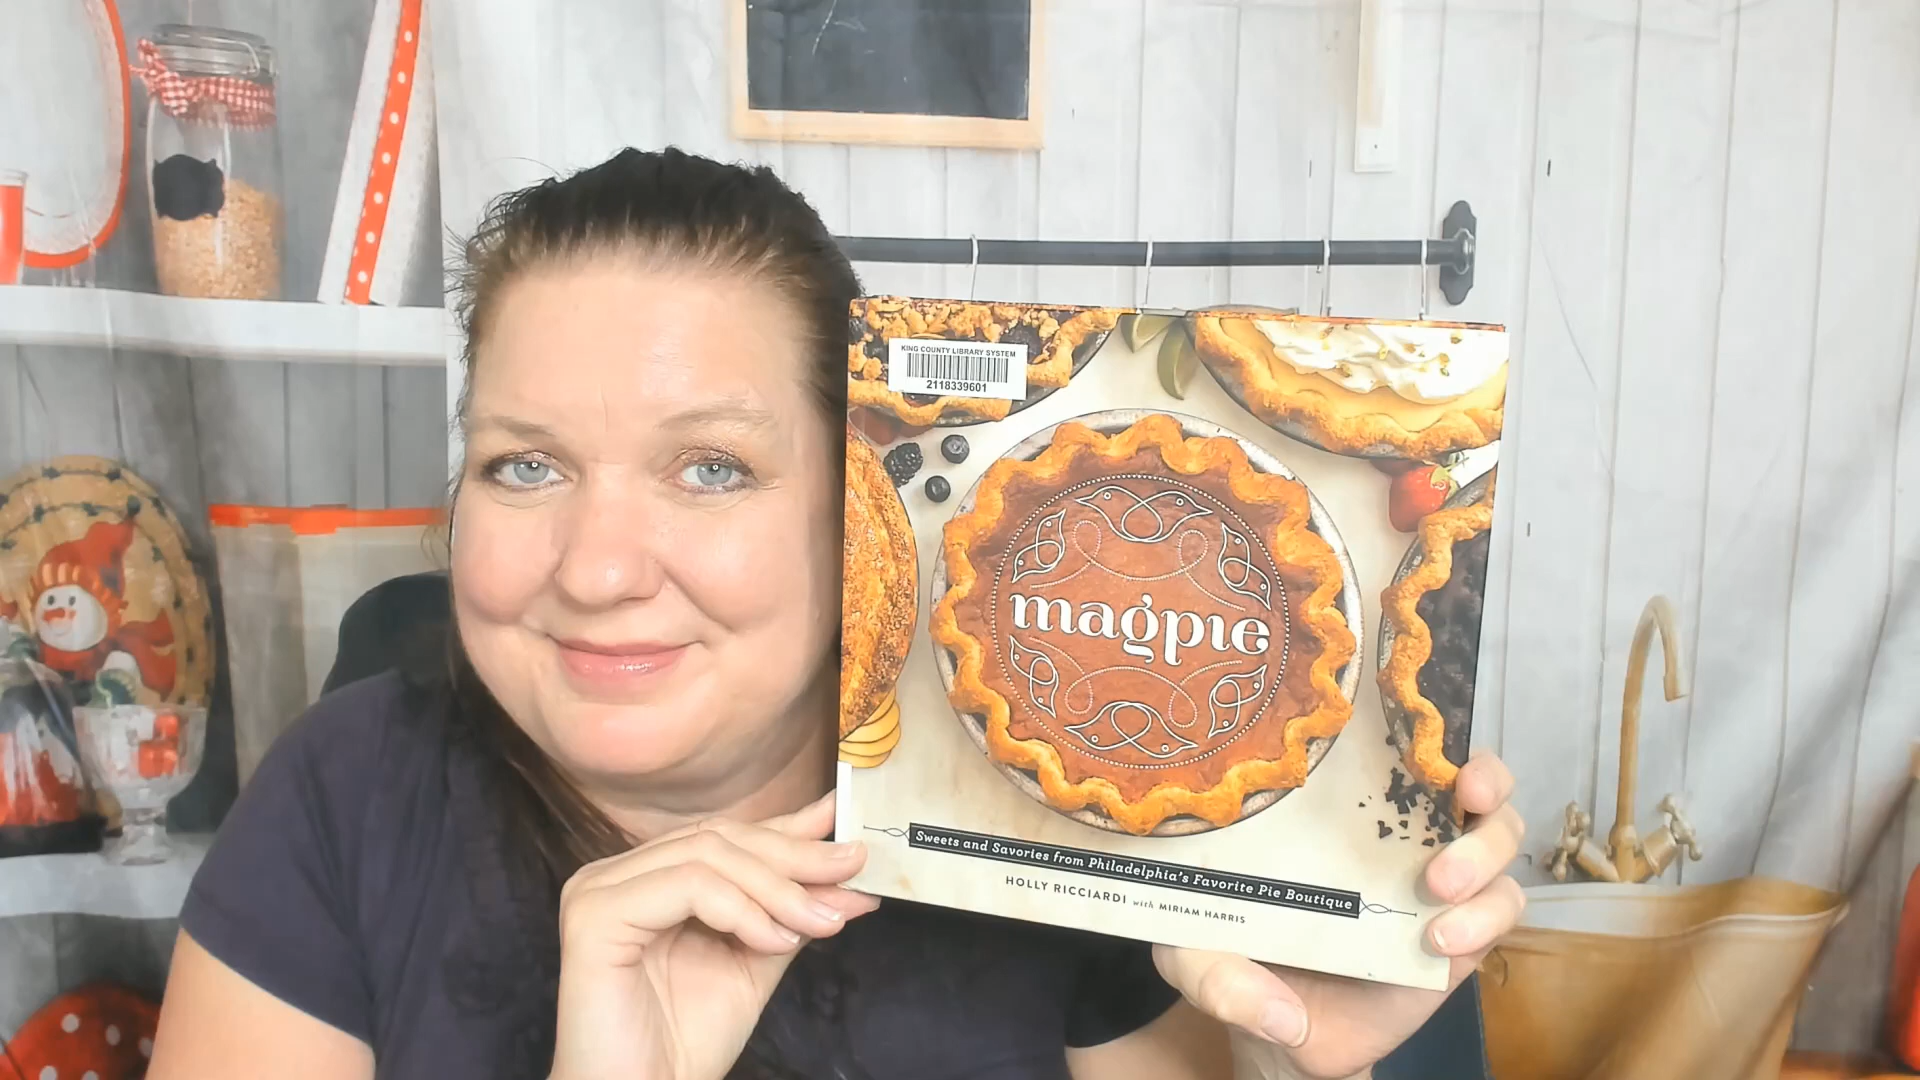 KING COUNTY LIBRARY SYSTEM
2118339601
magpie
Sweets and Savories from Philadelphia's Favorite Pie Boutique
HOLLY RICCIARDI with MIRIAM HARRIS